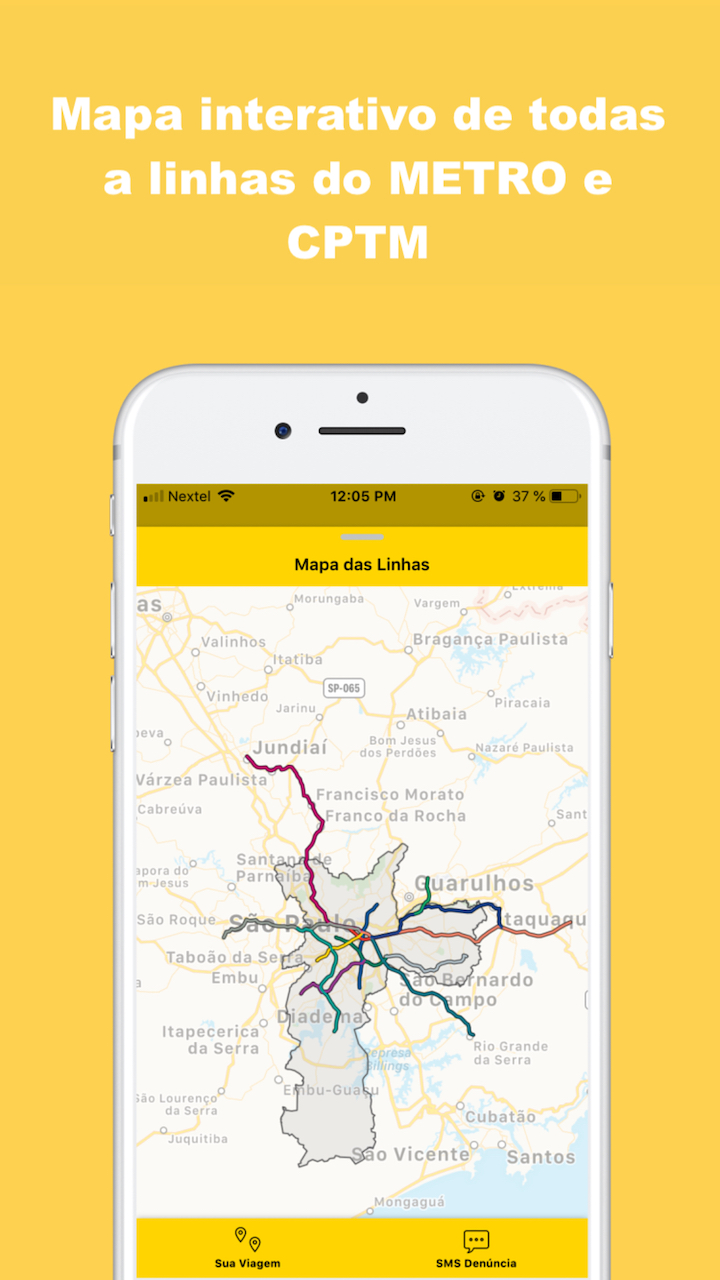 Mapa interativo de todas
a linhas do METRO e
CPTM
Nextel
12:05 PM
37 %
Mapa das Linhas
Extrema
as
Morungaba
Vargem
Valinhos
Bragança Paulista
Itatiba
SP-065
Vinhedo
Jarinu
Piracaia
Atibaia
peva
Bom Jesus
dos Perdões
Jundiaí
Nazaré Paulista
Várzea Paulista
Francisco Morato
Cabreúva
Franco da Rocha
Sant
Santana de
Parnaíba
apora do
m Jesus
Guarulhos
São Roque
São Paulo
Itaquaqu
Taboão da Serra
Embu
São Bernardo
do Campo
Diadema
Itapecerica
da Serra
Rio Grande
da Serra
Represa
Billings
Embu-Guaçu
São Lourenço
da Serra
Cubatão
Juquitiba
São Vicente
Santos
Mongaguá
Sua Viagem
SMS Denúncia